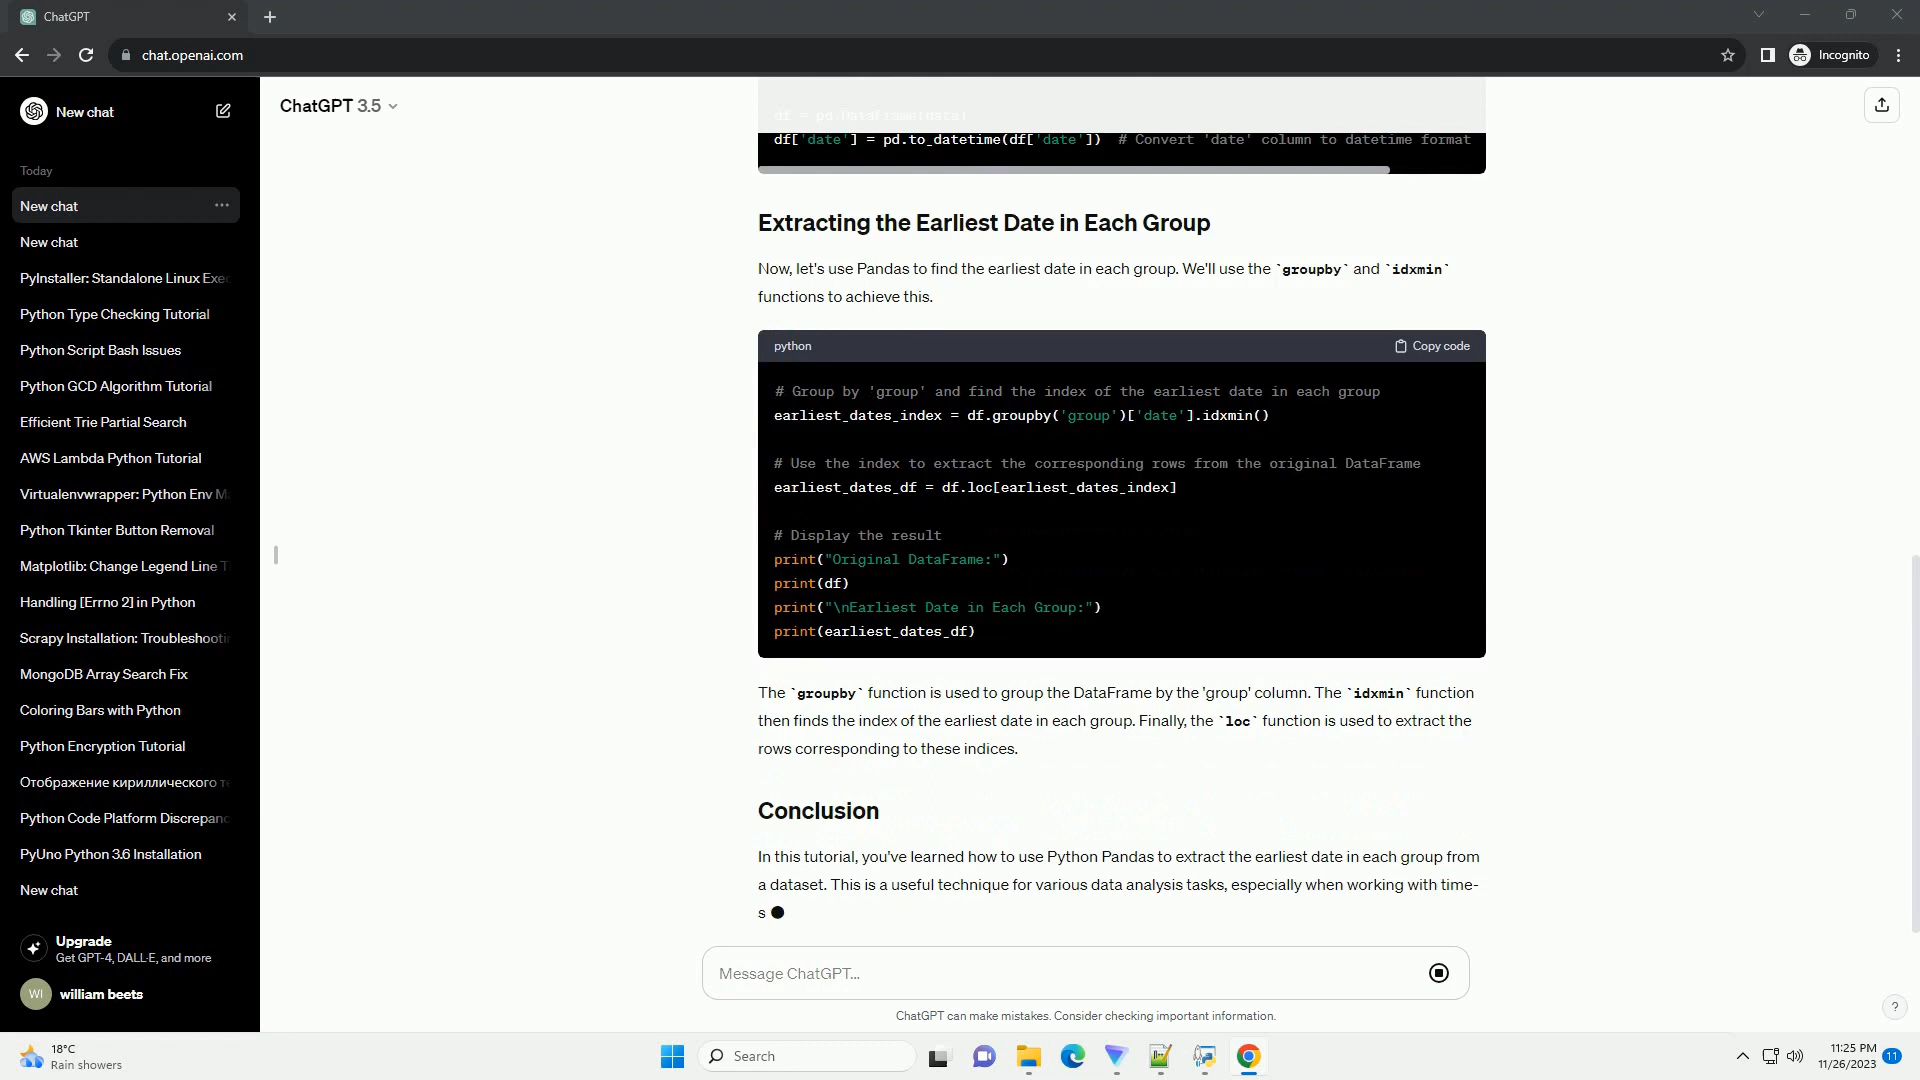 ChatGPT
chat.openai.com
Incognito
New chat
Today
New chat
New chat
PyInstaller: Standalone Linux Exec
Python Type Checking Tutorial
Python Script Bash Issues
Python GCD Algorithm Tutorial
Efficient Trie Partial Search
AWS Lambda Python Tutorial
Virtualenvwrapper: Python Env M
Python Tkinter Button Removal
Matplotlib: Change Legend Line T
Handling [Errno 2] in Python
Scrapy Installation: Troubleshooti
MongoDB Array Search Fix
Coloring Bars with Python
Python Encryption Tutorial
Отображение кириллического те
Python Code Platform Discrepanc
PyUno Python 3.6 Installation
New chat
Upgrade
Get GPT-4, DALL·E, and more
WI
william beets
ChatGPT 3.5
df = pd.DataFrame(data)
df['date'] = pd.to_datetime(df['date'])  # Convert 'date' column to datetime format
Extracting the Earliest Date in Each Group
Now, let's use Pandas to find the earliest date in each group. We'll use the `groupby` and `idxmin`
functions to achieve this.
python
Copy code
# Group by 'group' and find the index of the earliest date in each group
earliest_dates_index = df.groupby('group')['date'].idxmin()
# Use the index to extract the corresponding rows from the original DataFrame
earliest_dates_df = df.loc[earliest_dates_index]
# Display the result
print("Original DataFrame:")
print(df)
print("\nEarliest Date in Each Group:")
print(earliest_dates_df)
The `groupby` function is used to group the DataFrame by the 'group' column. The `idxmin` function
then finds the index of the earliest date in each group. Finally, the `loc` function is used to extract the
rows corresponding to these indices.
Conclusion
In this tutorial, you've learned how to use Python Pandas to extract the earliest date in each group from
a dataset. This is a useful technique for various data analysis tasks, especially when working with time-
s
Message ChatGPT...
ChatGPT can make mistakes. Consider checking important information.
?
18°C
Rain showers
Search
11:25 PM
11/26/2023
11